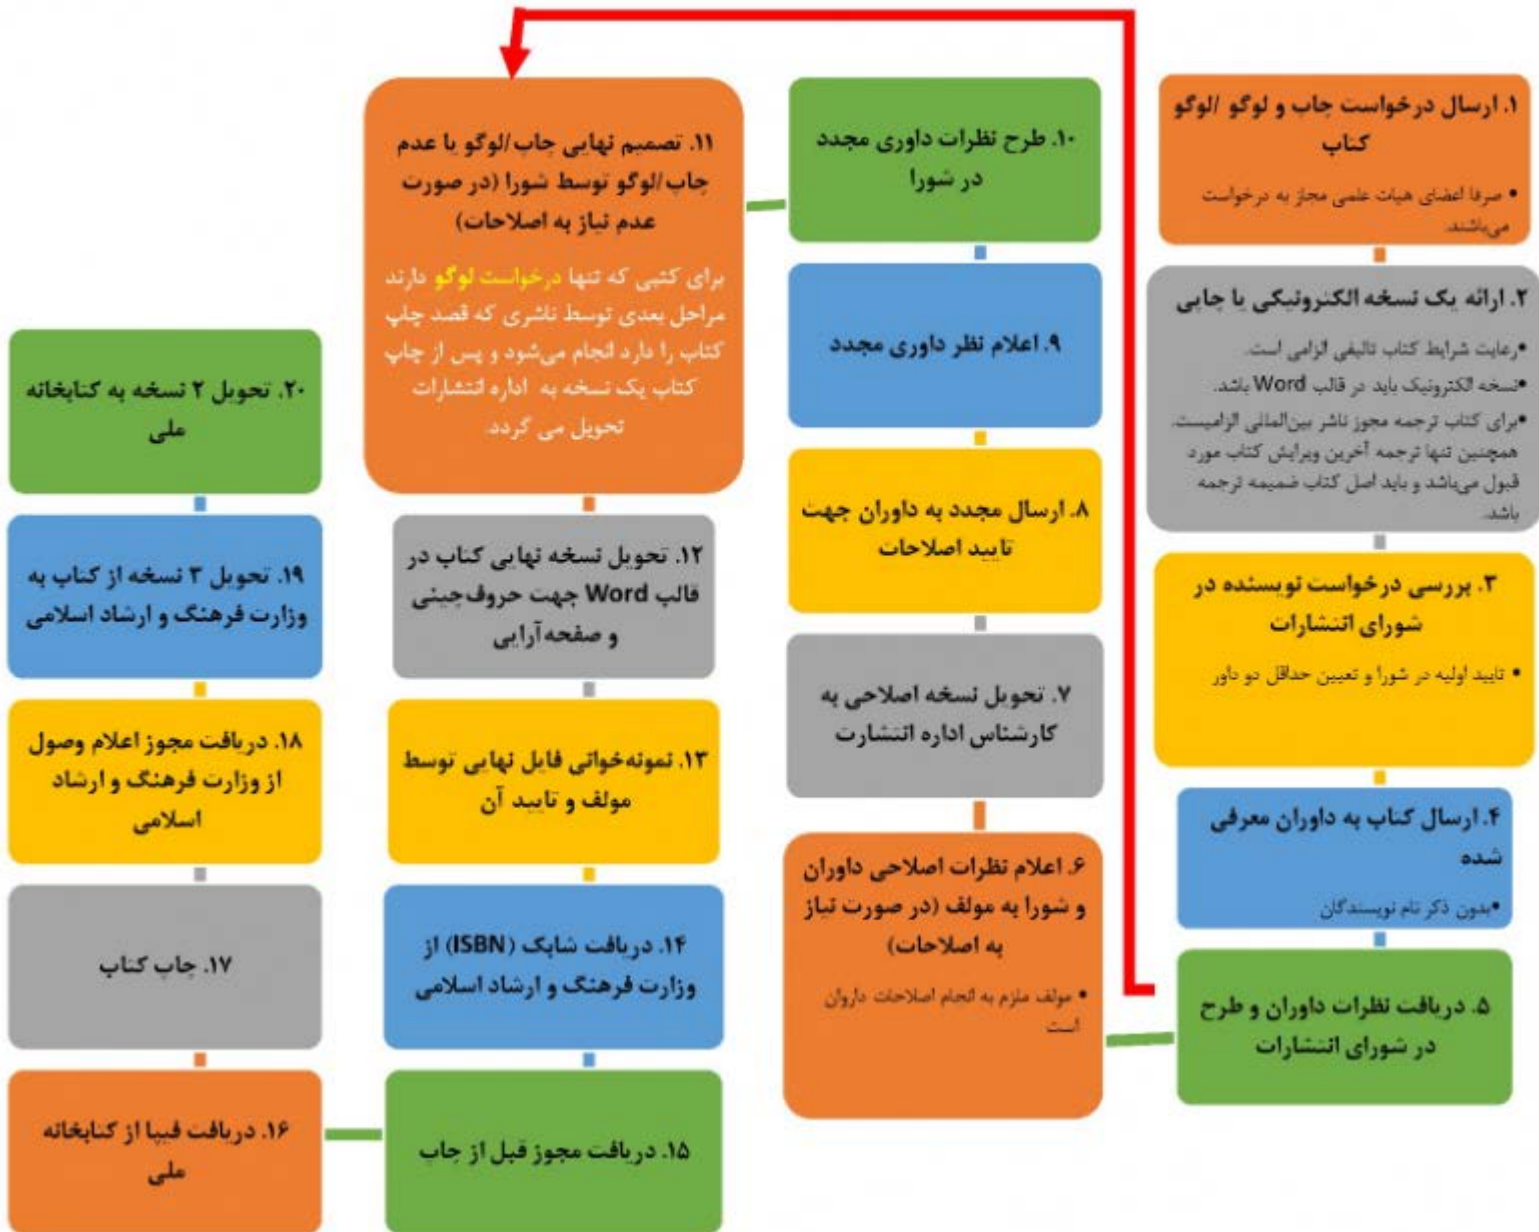 ۱. ارسال درخواست چاپ و لوگو /لوگو
کتاب
• صرفا اعضای هیات علمی مجاز به درخواست
می‌باشند.
۲. ارائه یک نسخه الکترونیکی یا چاپی
•رعایت شرایط کتاب تالیفی الزامی است.
•نسخه الکترونیک باید در قالب Word باشد.
•برای کتاب ترجمه مجوز ناشر بین‌المللی الزامیست.
همچنین تنها ترجمه آخرین ویرایش کتاب مورد
قبول می‌باشد و باید اصل کتاب ضمیمه ترجمه
باشد.
۳. بررسی درخواست نویسنده در
شورای انتشارات
• تایید اولیه در شورا و تعیین حداقل دو داور
۴. ارسال کتاب به داوران معرفی
شده
•بدون ذکر نام نویسندگان
۵. دریافت نظرات داوران و طرح
در شورای انتشارات
۶. اعلام نظرات اصلاحی داوران
و شورا به مولف (در صورت نیاز
به اصلاحات)
• مولف ملزم به انجام اصلاحات داروان
است
۷. تحویل نسخه اصلاحی به
کارشناس اداره انتشارت
۸. ارسال مجدد به داوران جهت
تایید اصلاحات
۹. اعلام نظر داوری مجدد
۱۰. طرح نظرات داوری مجدد
در شورا
۱۱. تصمیم نهایی چاپ/لوگو یا عدم
چاپ/لوگو توسط شورا (در صورت
عدم نیاز به اصلاحات)
برای کتبی که تنها درخواست لوگو دارند
مراحل بعدی توسط ناشری که قصد چاپ
کتاب را دارد انجام می‌شود و پس از چاپ
کتاب یک نسخه به اداره انتشارات
تحویل می گردد.
۱۲. تحویل نسخه نهایی کتاب در
قالب Word جهت حروف‌چینی
و صفحه‌آرایی
۱۳. نمونه‌خوانی فایل نهایی توسط
مولف و تایید آن
۱۴. دریافت شابک (ISBN) از
وزارت فرهنگ و ارشاد اسلامی
۱۵. دریافت مجوز قبل از چاپ
۱۶. دریافت فیپا از کتابخانه
ملی
۱۷. چاپ کتاب
۱۸. دریافت مجوز اعلام وصول
از وزارت فرهنگ و ارشاد
اسلامی
۱۹. تحویل ۳ نسخه از کتاب به
وزارت فرهنگ و ارشاد اسلامی
۲۰. تحویل ۲ نسخه به کتابخانه
ملی